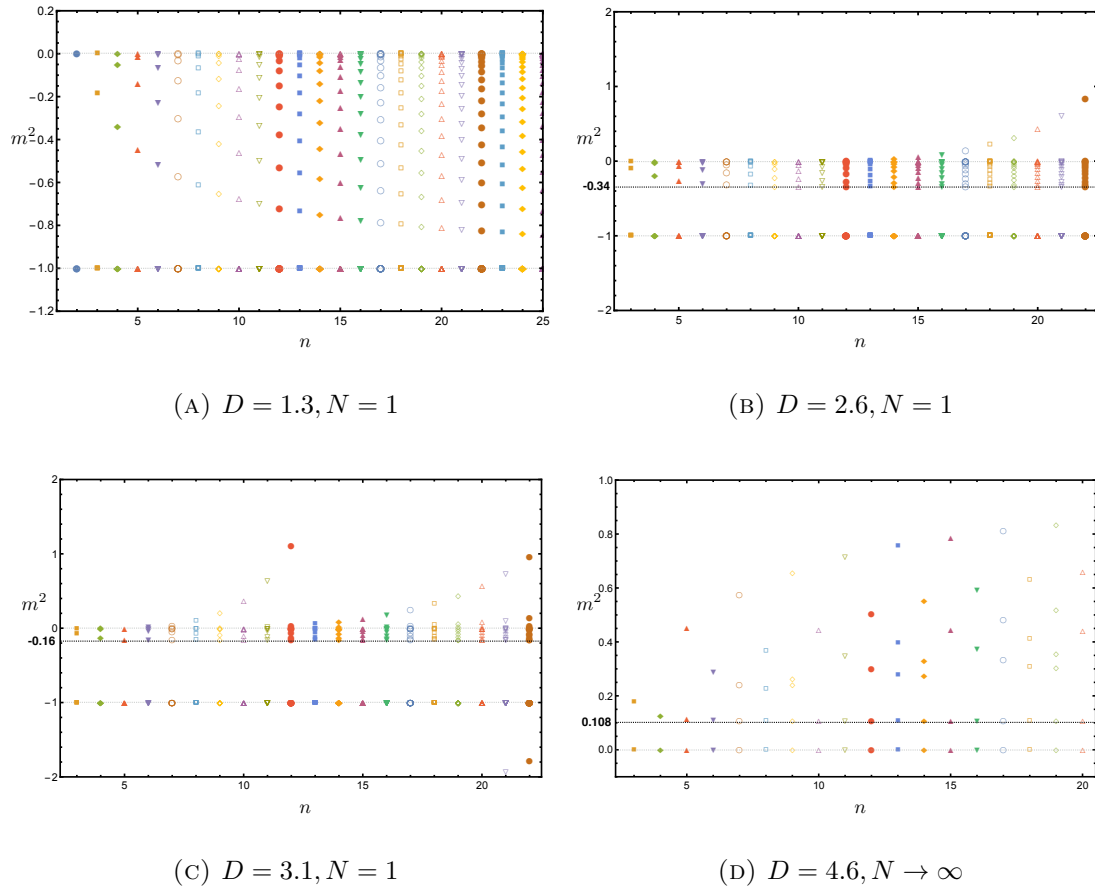 0.2
0.0
−0.2
m²−0.4
−0.6
−0.8
−1.0
−1.2
5 10 15 20 25
n
(A) D = 1.3, N = 1
2
1
m²
0
-0.34
−1
−2
5 10 15 20
n
(B) D = 2.6, N = 1
2
1
m²
0
-0.16
−1
−2
5 10 15 20
n
(C) D = 3.1, N = 1
1.0
0.8
0.6
m²
0.4
0.2
0.108
0.0
5 10 15 20
n
(D) D = 4.6, N → ∞